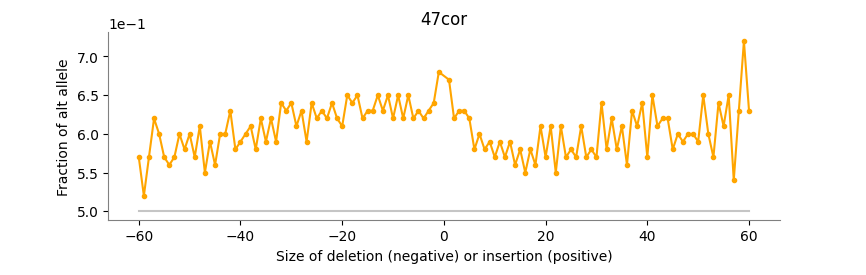 47cor
1e−1
Fraction of alt allele
7.0
6.5
6.0
5.5
5.0
−60 −40 −20 0 20 40 60
Size of deletion (negative) or insertion (positive)